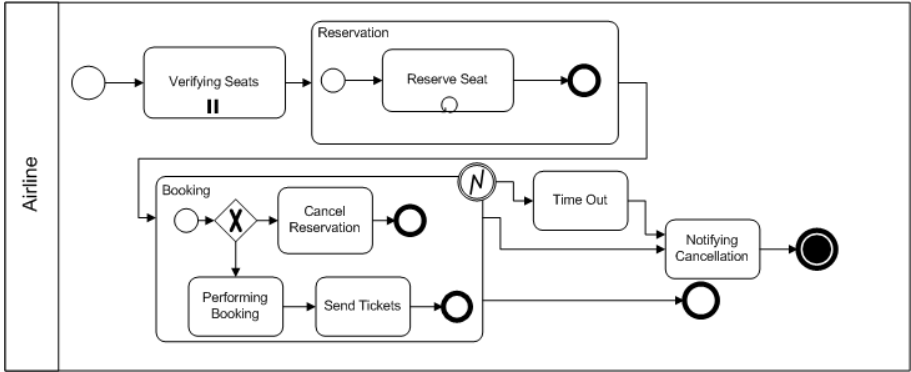 Airline
Verifying Seats
Reservation
Reserve Seat
Booking
Cancel
Reservation
Performing
Booking
Send Tickets
Time Out
Notifying
Cancellation